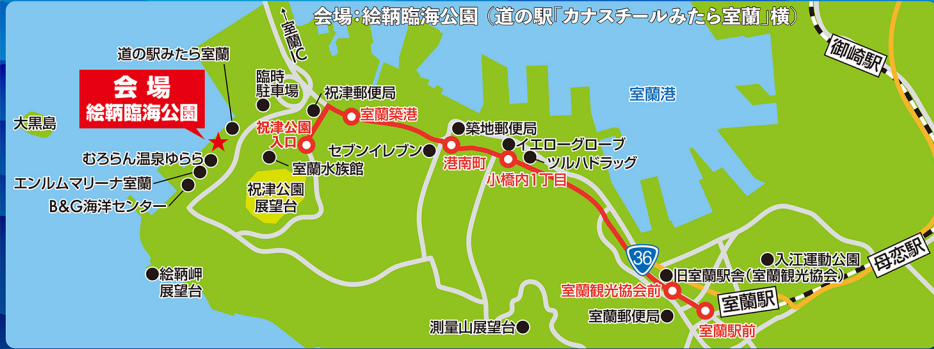 会場:絵鞆臨海公園（道の駅「カナスチールみたら室蘭」横）
←室蘭IC
道の駅みたら室蘭
会場
絵鞆臨海公園
臨時
駐車場
祝津郵便局
室蘭築港
御崎駅
室蘭港
大黒島
祝津公園
入口
築地郵便局
イエローグローブ
セブンイレブン
港南町
ツルハドラッグ
むろらん温泉ゆらら
室蘭水族館
小橋内1丁目
エンルムマリーナ室蘭
祝津公園
展望台
B&G海洋センター
36
母恋駅
入江運動公園
絵鞆岬
展望台
旧室蘭駅舎(室蘭観光協会)
室蘭観光協会前
室蘭駅
測量山展望台
室蘭郵便局
室蘭駅前